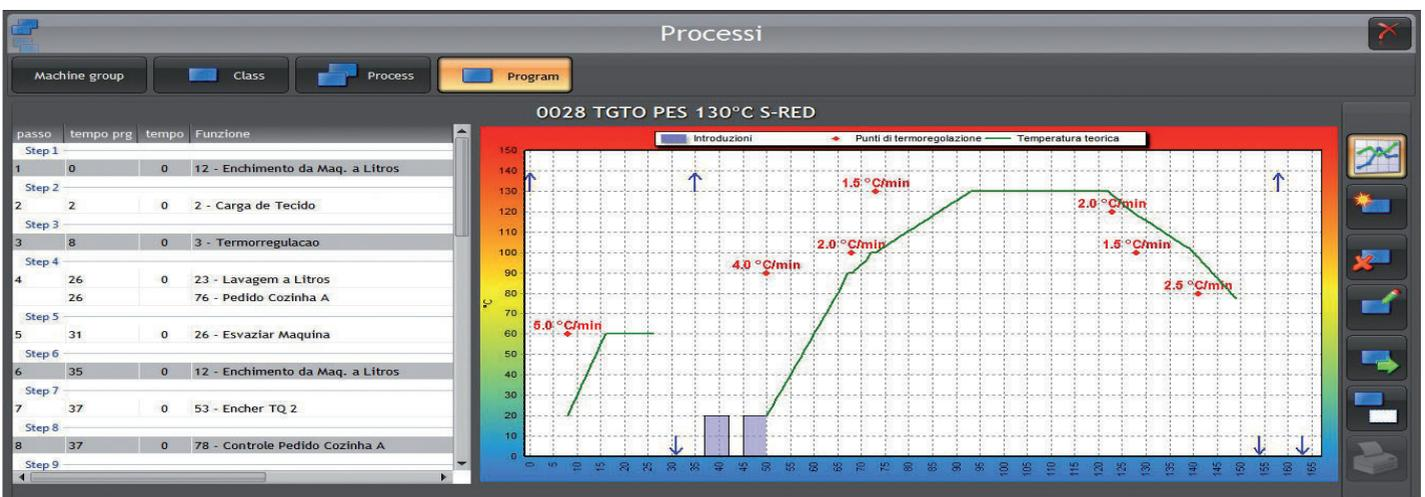 Processi
Machine group Class Process Program
0028 TGTO PES 130°C S-RED
passo tempo prg tempo Funzione
Step 1
1 0 0 12 - Enchimento da Maq. a Litros
Step 2
2 2 0 2 - Carga de Tecido
Step 3
3 8 0 3 - Termorregulacao
Step 4
4 26 0 23 - Lavagem a Litros
26 76 - Pedido Cozinha A
Step 5
5 31 0 26 - Esvaziar Maquina
Step 6
6 35 0 12 - Enchimento da Maq. a Litros
Step 7
7 37 0 53 - Encher TQ 2
Step 8
8 37 0 78 - Controle Pedido Cozinha A
Step 9
Introduzioni Punti di termoregolazione Temperatura teorica
150
140
130
120
110
100
90
80
70
60
50
40
30
20
10
0
°C
1.5 °C/min
2.0 °C/min
2.0 °C/min
1.5 °C/min
4.0 °C/min
2.5 °C/min
5.0 °C/min
0 5 10 15 20 25 30 35 40 45 50 55 60 65 70 75 80 85 90 95 100 105 110 115 120 125 130 135 140 145 150 155 160 165